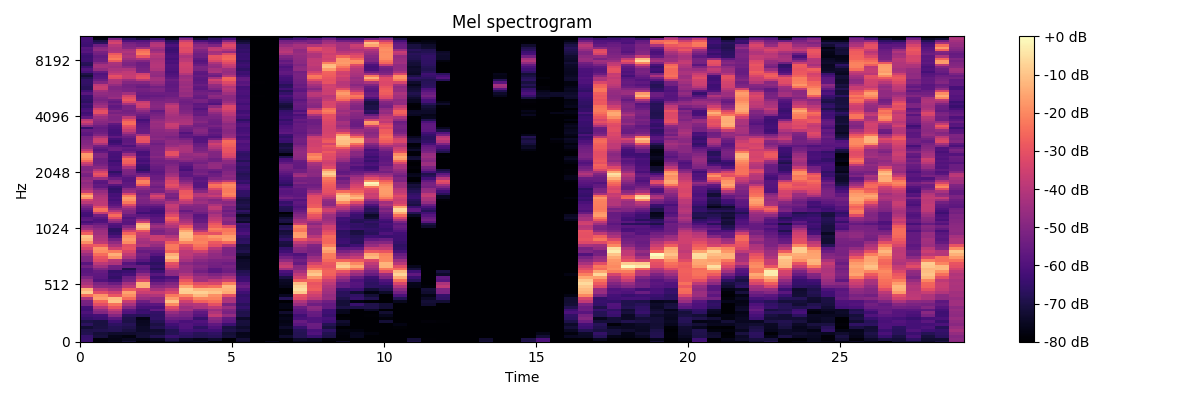 Mel spectrogram
Hz
8192
4096
2048
1024
512
0
0 5 10 15 20 25
Time
+0 dB
-10 dB
-20 dB
-30 dB
-40 dB
-50 dB
-60 dB
-70 dB
-80 dB